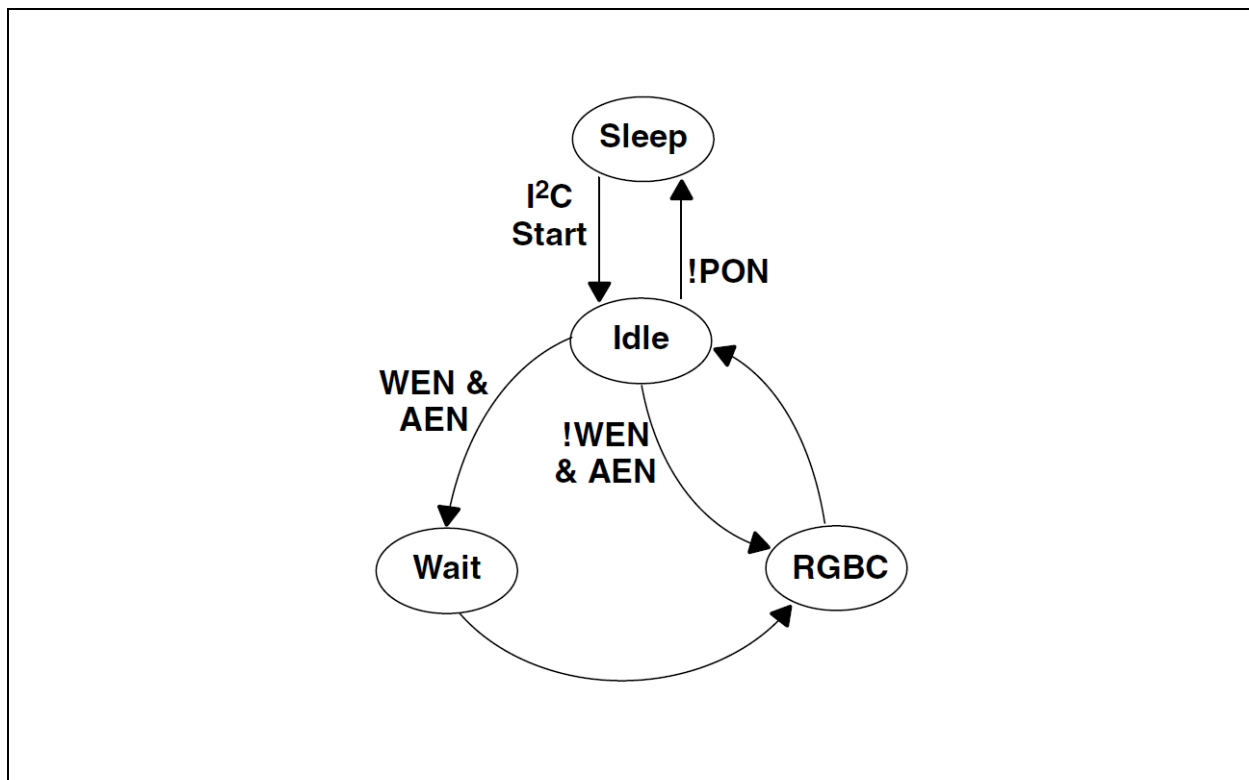 Sleep
I²C
Start
!PON
Idle
WEN &
AEN
!WEN
& AEN
Wait
RGBC